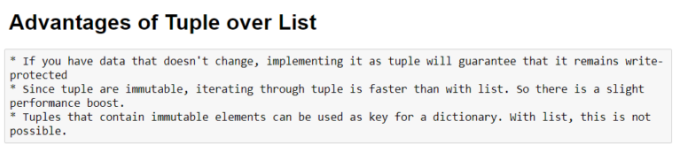 Advantages of Tuple over List
* If you have data that doesn't change, implementing it as tuple will guarantee that it remains write-
protected
* Since tuple are immutable, iterating through tuple is faster than with list. So there is a slight
performance boost.
* Tuples that contain immutable elements can be used as key for a dictionary. With list, this is not
possible.